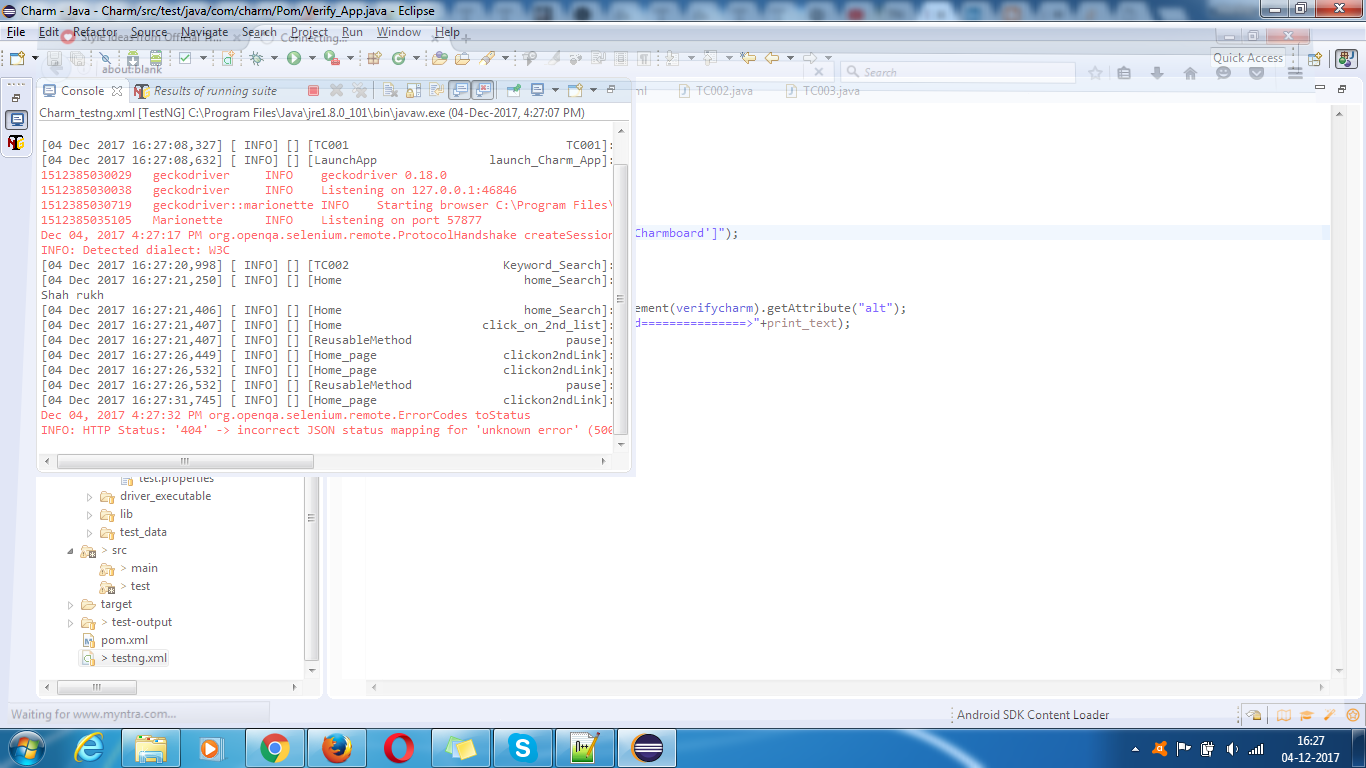 Charm - Java - Charm/src/test/java/com/charm/Pom/Verify_App.java - Eclipse
File Edit Refactor Source Navigate Search Project Run Window Help
Connecting...
about:blank
Search
Quick Access
Console Results of running suite
TC002.java TC003.java
Charm_testng.xml [TestNG] C:\Program Files\Java\jre1.8.0_101\bin\javaw.exe (04-Dec-2017, 4:27:07 PM)
[04 Dec 2017 16:27:08,327] [ INFO] [] [TC001 TC001]:
[04 Dec 2017 16:27:08,632] [ INFO] [] [LaunchApp launch_Charm_App]:
1512385030029 geckodriver INFO geckodriver 0.18.0
1512385030038 geckodriver INFO Listening on 127.0.0.1:46846
1512385030719 geckodriver::marionette INFO Starting browser C:\Program Files\
1512385035105 Marionette INFO Listening on port 57877
Dec 04, 2017 4:27:17 PM org.openqa.selenium.remote.ProtocolHandshake createSession
Charmboard']");
INFO: Detected dialect: W3C
[04 Dec 2017 16:27:20,998] [ INFO] [] [TC002 Keyword_Search]:
[04 Dec 2017 16:27:21,250] [ INFO] [] [Home home_Search]:
Shah rukh
[04 Dec 2017 16:27:21,406] [ INFO] [] [Home home_Search]:
ement(verifycharm).getAttribute("alt");
[04 Dec 2017 16:27:21,407] [ INFO] [] [Home click_on_2nd_list]:
d===============>"+print_text);
[04 Dec 2017 16:27:21,407] [ INFO] [] [ReusableMethod pause]:
[04 Dec 2017 16:27:26,449] [ INFO] [] [Home_page clickon2ndLink]:
[04 Dec 2017 16:27:26,532] [ INFO] [] [Home_page clickon2ndLink]:
[04 Dec 2017 16:27:26,532] [ INFO] [] [ReusableMethod pause]:
[04 Dec 2017 16:27:31,745] [ INFO] [] [Home_page clickon2ndLink]:
Dec 04, 2017 4:27:32 PM org.openqa.selenium.remote.ErrorCodes toStatus
INFO: HTTP Status: '404' -> incorrect JSON status mapping for 'unknown error' (500
test.properties
driver_executable
lib
test_data
> src
> main
> test
target
> test-output
pom.xml
> testng.xml
Waiting for www.myntra.com...
Android SDK Content Loader
16:27
04-12-2017